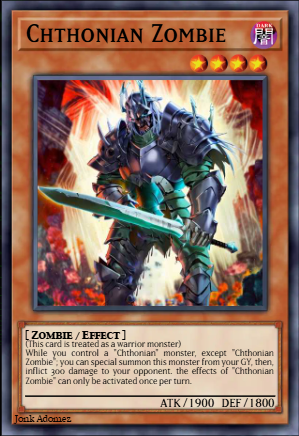 CHTHONIAN ZOMBIE
DARK
闇
[ ZOMBIE / EFFECT ]
(This card is treated as a warrior monster)
While you control a "Chthonian" monster, except "Chthonian
Zombie"; you can special summon this monster from your GY, then,
inflict 300 damage to your opponent. the effects of "Chthonian
Zombie" can only be activated once per turn.
ATK/1900 DEF/1800
Jonk Adomez